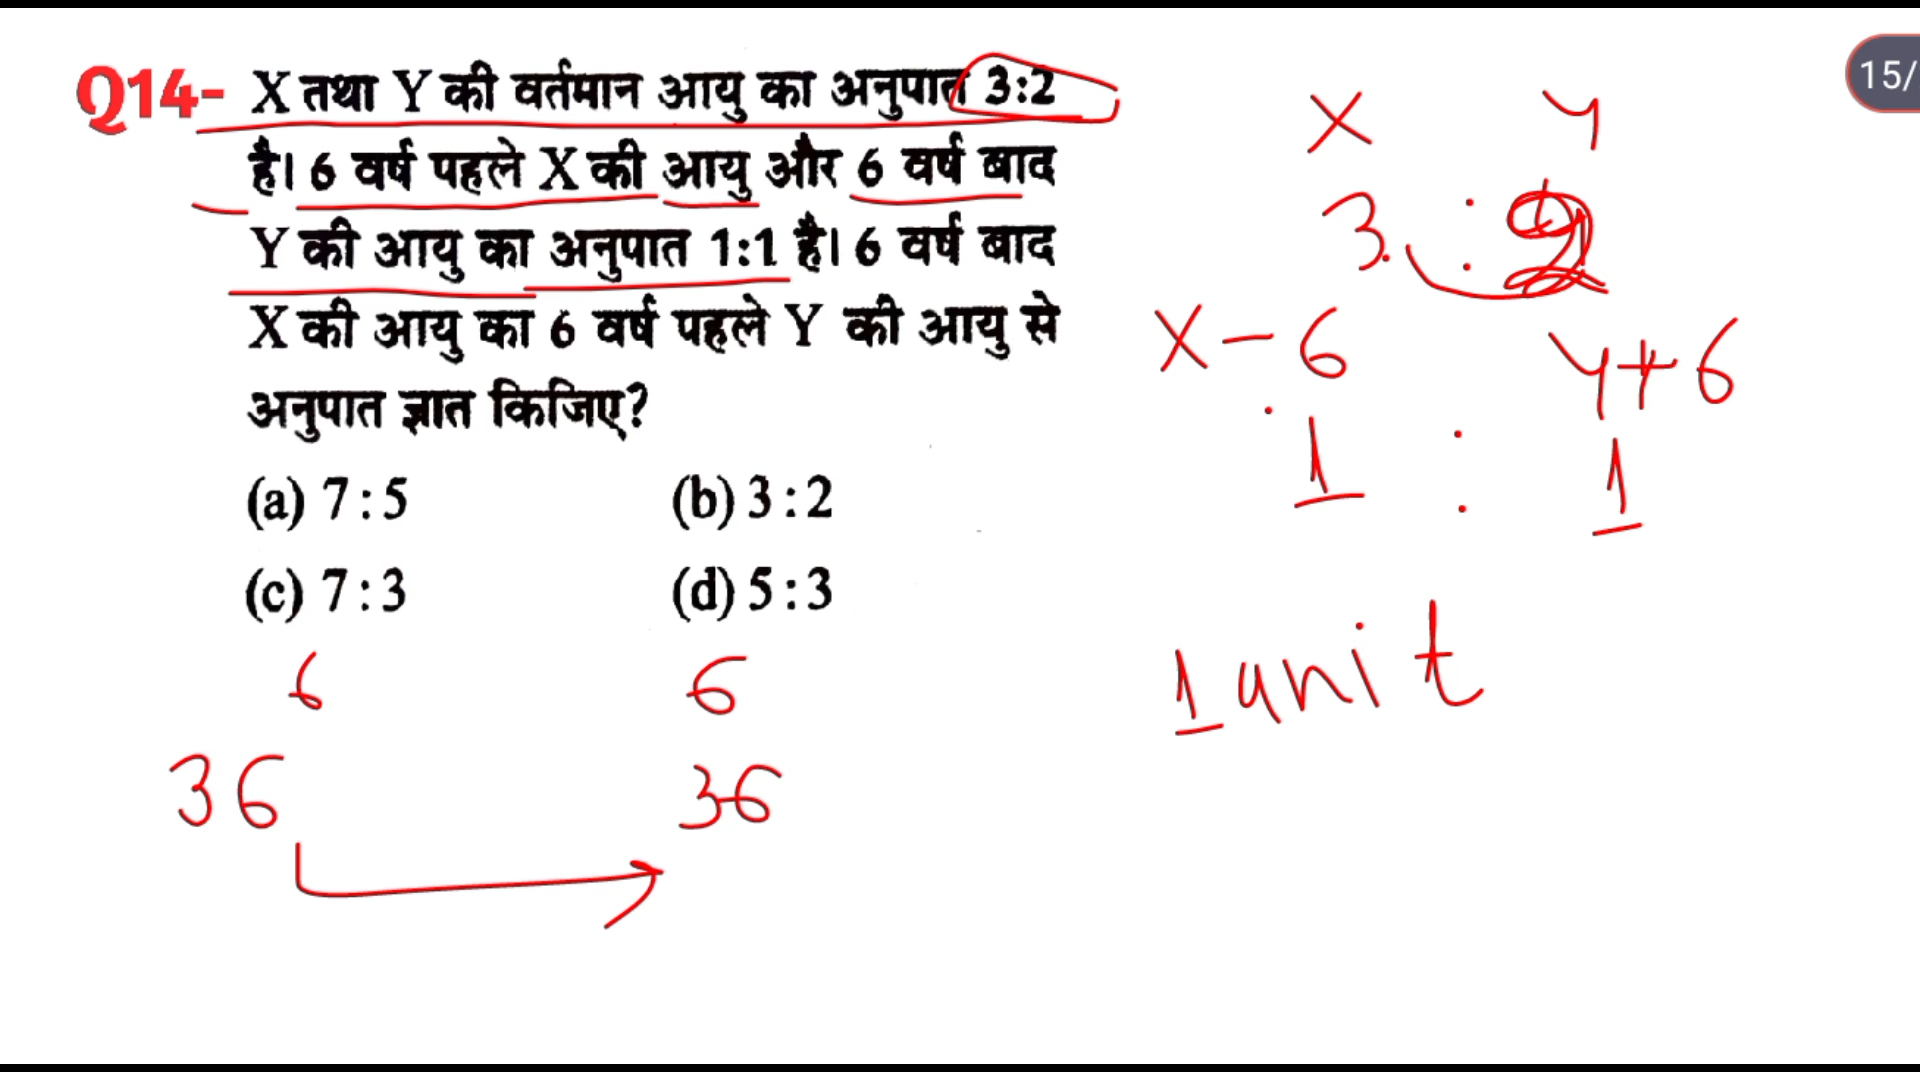 Q14- X तथा Y की वर्तमान आयु का अनुपात 3:2
है। 6 वर्ष पहले X की आयु और 6 वर्ष बाद
Y की आयु का अनुपात 1:1 है। 6 वर्ष बाद
X की आयु का 6 वर्ष पहले Y की आयु से
अनुपात ज्ञात किजिए?
(a) 7:5 (b) 3:2
(c) 7:3 (d) 5:3
6 6
36 36
X Y
3 : 2
X-6 Y+6
1 : 1
1 unit
15/